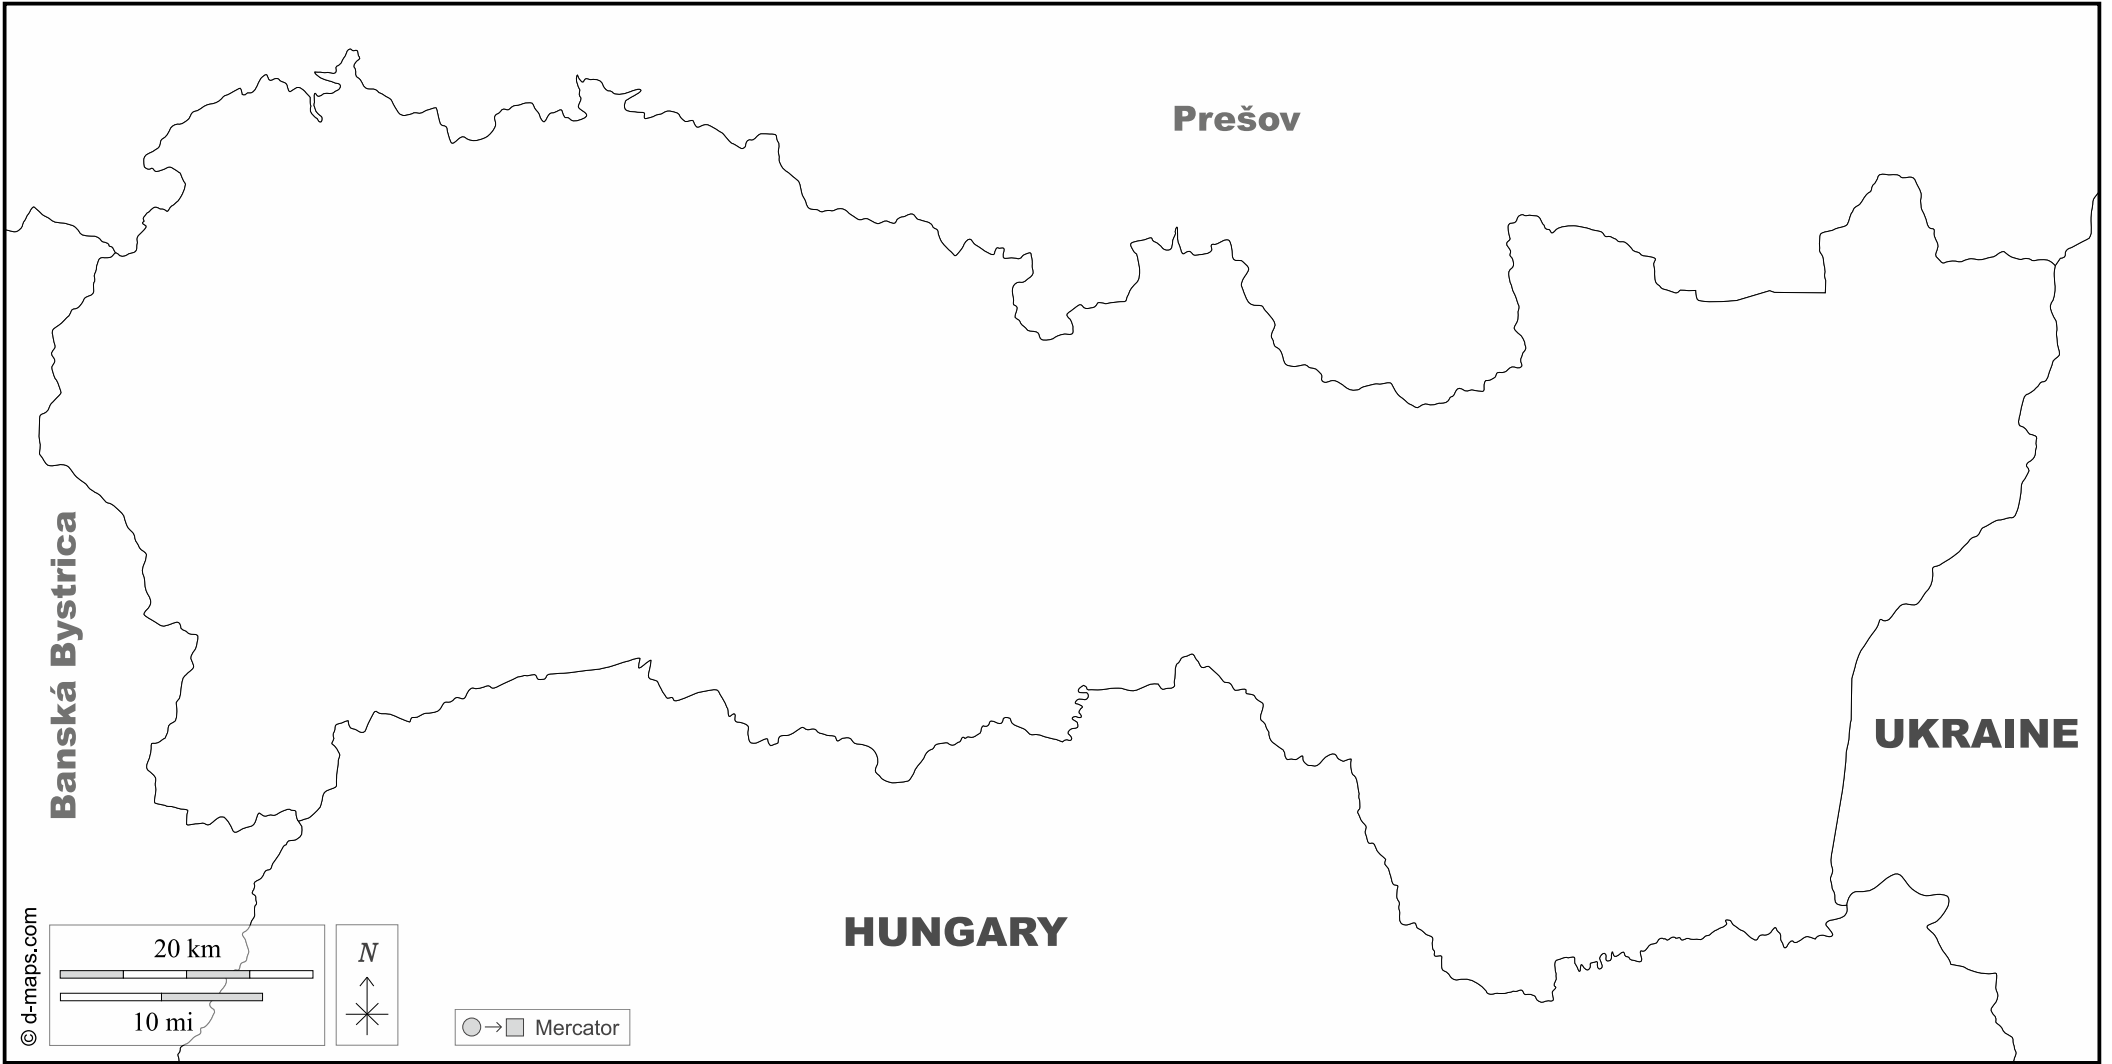 Prešov
Banská Bystrica
UKRAINE
HUNGARY
© d-maps.com
20 km
10 mi
N
Mercator